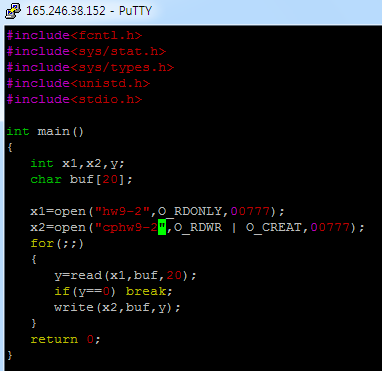 165.246.38.152 - PuTTY
#include<fcntl.h>
#include<sys/stat.h>
#include<sys/types.h>
#include<unistd.h>
#include<stdio.h>
int main()
{
int x1,x2,y;
char buf[20];
x1=open("hw9-2",O_RDONLY,00777);
x2=open("cphw9-2",O_RDWR | O_CREAT,00777);
for(;;)
{
y=read(x1,buf,20);
if(y==0) break;
write(x2,buf,y);
}
return 0;
}